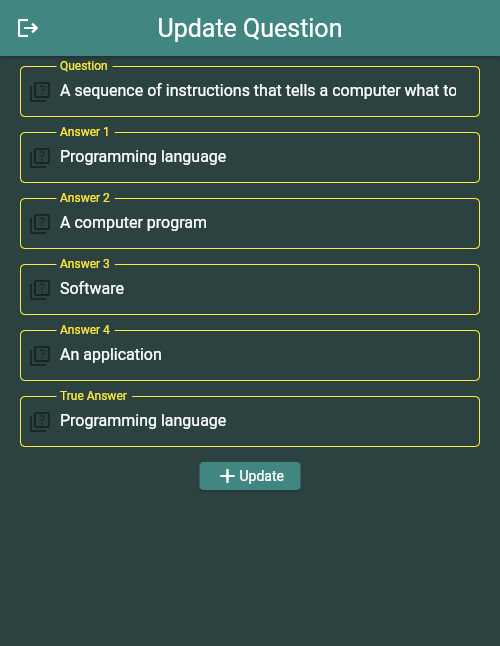 Update Question
Question
A sequence of instructions that tells a computer what to
Answer 1
Programming language
Answer 2
A computer program
Answer 3
Software
Answer 4
An application
True Answer
Programming language
Update